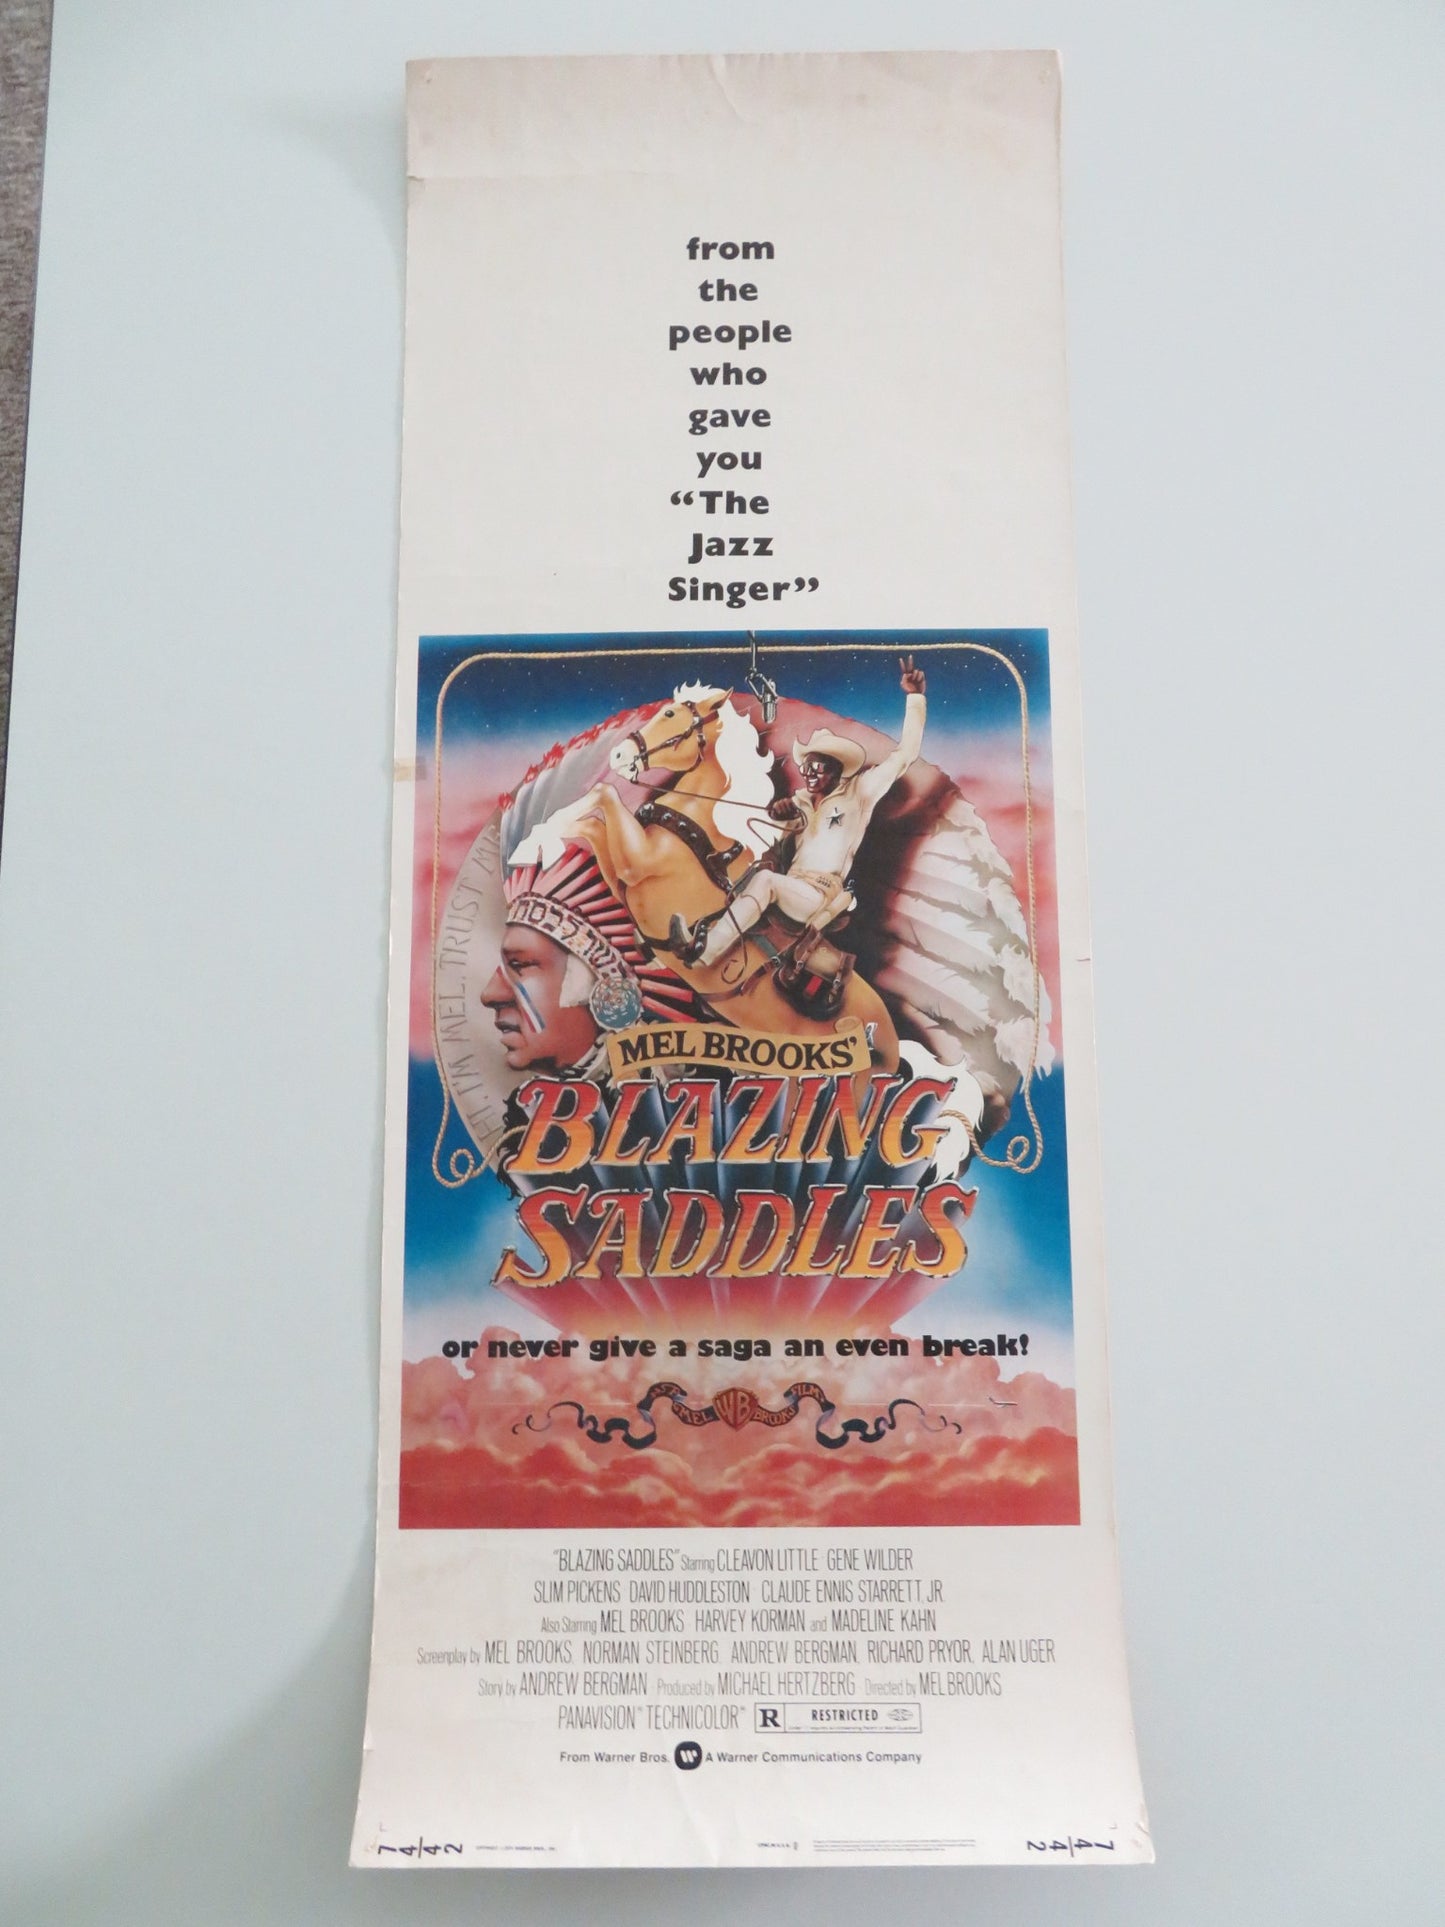 from
the
people
who
gave
you
“The
Jazz
Singer”
HI. I'M MEL. TRUST ME
MEL BROOKS'
BLAZING
SADDLES
or never give a saga an even break!
MEL WB BROOKS FILM
"BLAZING SADDLES" Starring CLEAVON LITTLE · GENE WILDER
SLIM PICKENS · DAVID HUDDLESTON · CLAUDE ENNIS STARRETT, JR.
Also Starring MEL BROOKS · HARVEY KORMAN and MADELINE KAHN
Screenplay by MEL BROOKS, NORMAN STEINBERG, ANDREW BERGMAN, RICHARD PRYOR, ALAN UGER
Story by ANDREW BERGMAN · Produced by MICHAEL HERTZBERG · Directed by MEL BROOKS
PANAVISION® TECHNICOLOR® R RESTRICTED
From Warner Bros. A Warner Communications Company
74/42
74/42